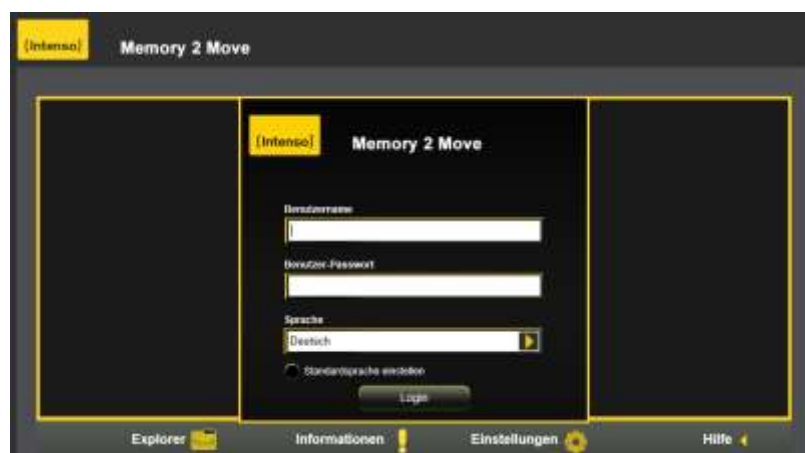 (Intenso)
Memory 2 Move
(Intenso)
Memory 2 Move
Benutzername
Benutzer-Passwort
Sprache
Deutsch
Standardsprache einstellen
Login
Explorer
Informationen
Einstellungen
Hilfe